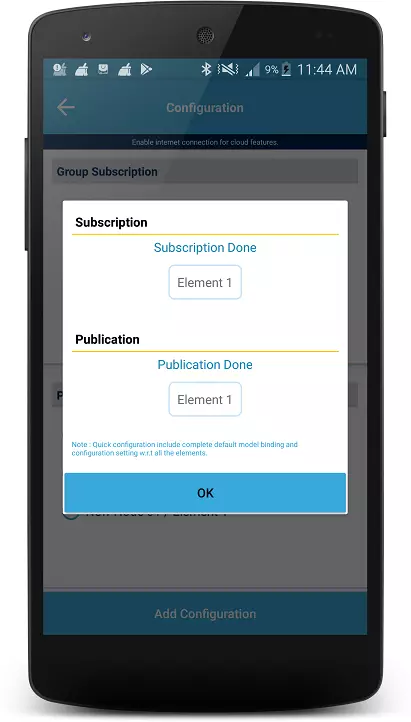 9% 11:44 AM
Configuration
Enable internet connection for cloud features.
Group Subscription
Subscription
Subscription Done
Element 1
Publication
Publication Done
Element 1
Note : Quick configuration include complete default model binding and
configuration setting w.r.t all the elements.
OK
Add Configuration